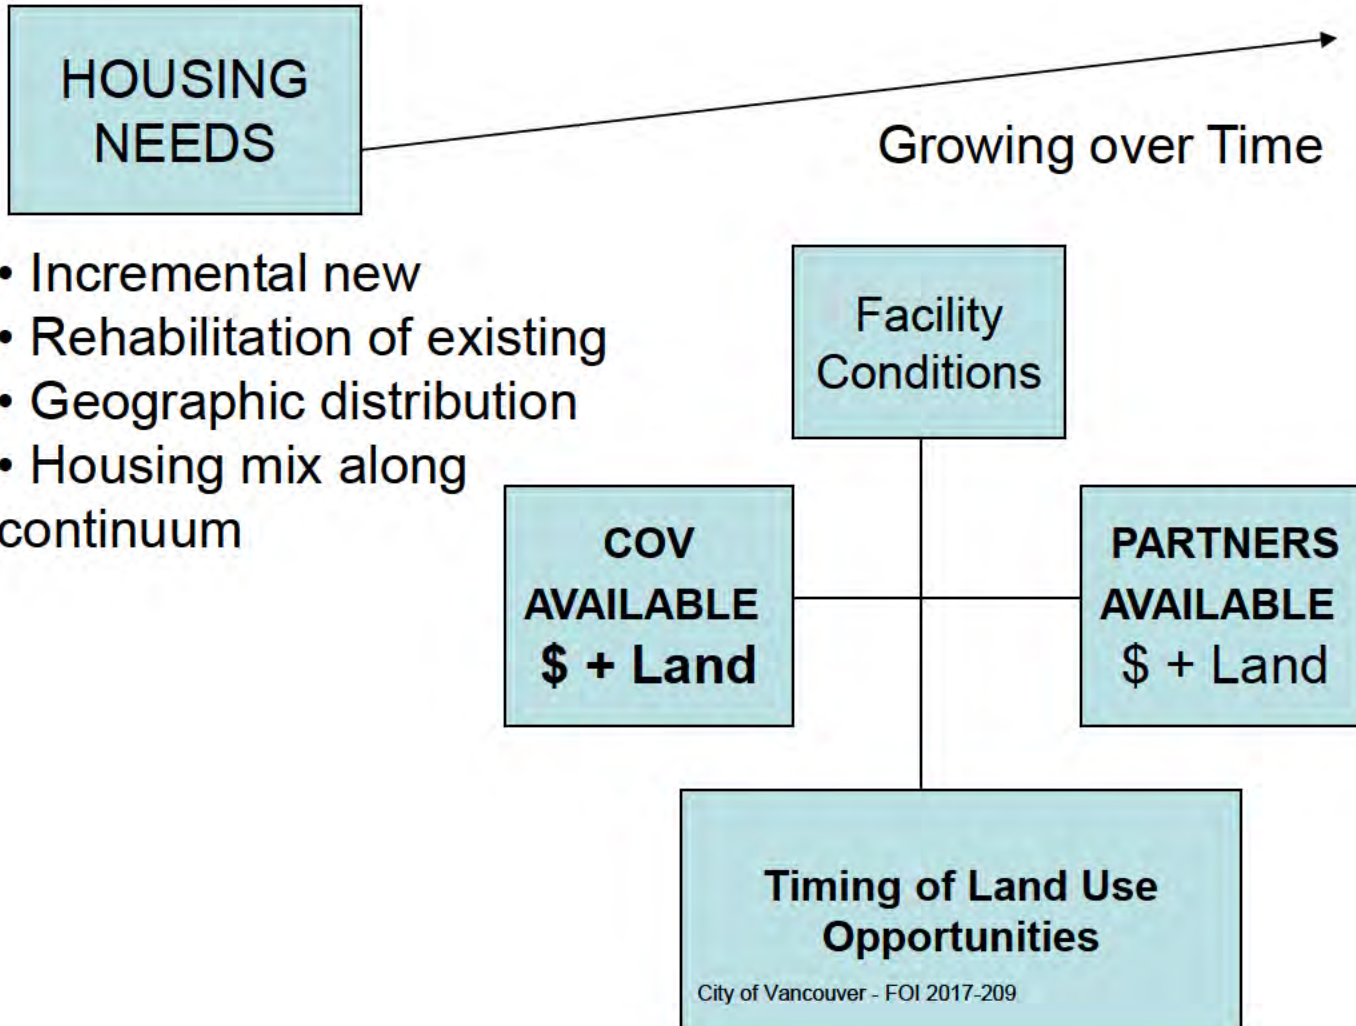 HOUSING
NEEDS
Growing over Time
• Incremental new
• Rehabilitation of existing
• Geographic distribution
• Housing mix along
continuum
Facility
Conditions
COV
AVAILABLE
$ + Land
PARTNERS
AVAILABLE
$ + Land
Timing of Land Use
Opportunities
City of Vancouver - FOI 2017-209